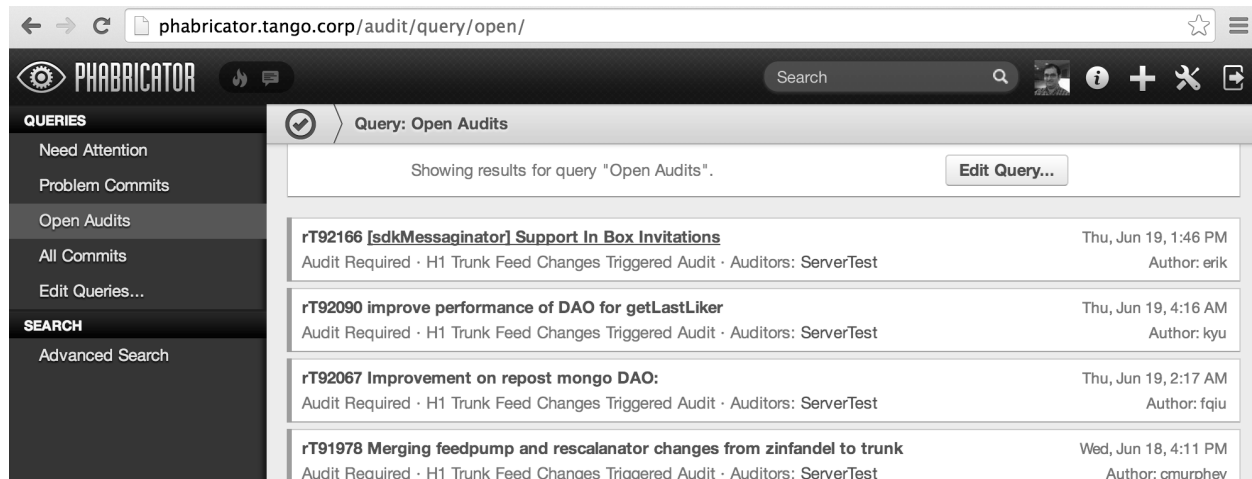 phabricator.tango.corp/audit/query/open/
PHABRICATOR
Search
QUERIES
Need Attention
Problem Commits
Open Audits
All Commits
Edit Queries...
SEARCH
Advanced Search
Query: Open Audits
Showing results for query "Open Audits".
Edit Query...
rT92166 [sdkMessaginator] Support In Box Invitations
Thu, Jun 19, 1:46 PM
Audit Required · H1 Trunk Feed Changes Triggered Audit · Auditors: ServerTest
Author: erik
rT92090 improve performance of DAO for getLastLiker
Thu, Jun 19, 4:16 AM
Audit Required · H1 Trunk Feed Changes Triggered Audit · Auditors: ServerTest
Author: kyu
rT92067 Improvement on repost mongo DAO:
Thu, Jun 19, 2:17 AM
Audit Required · H1 Trunk Feed Changes Triggered Audit · Auditors: ServerTest
Author: fqiu
rT91978 Merging feedpump and rescalanator changes from zinfandel to trunk
Wed, Jun 18, 4:11 PM
Audit Required · H1 Trunk Feed Changes Triggered Audit · Auditors: ServerTest
Author: cmurphey